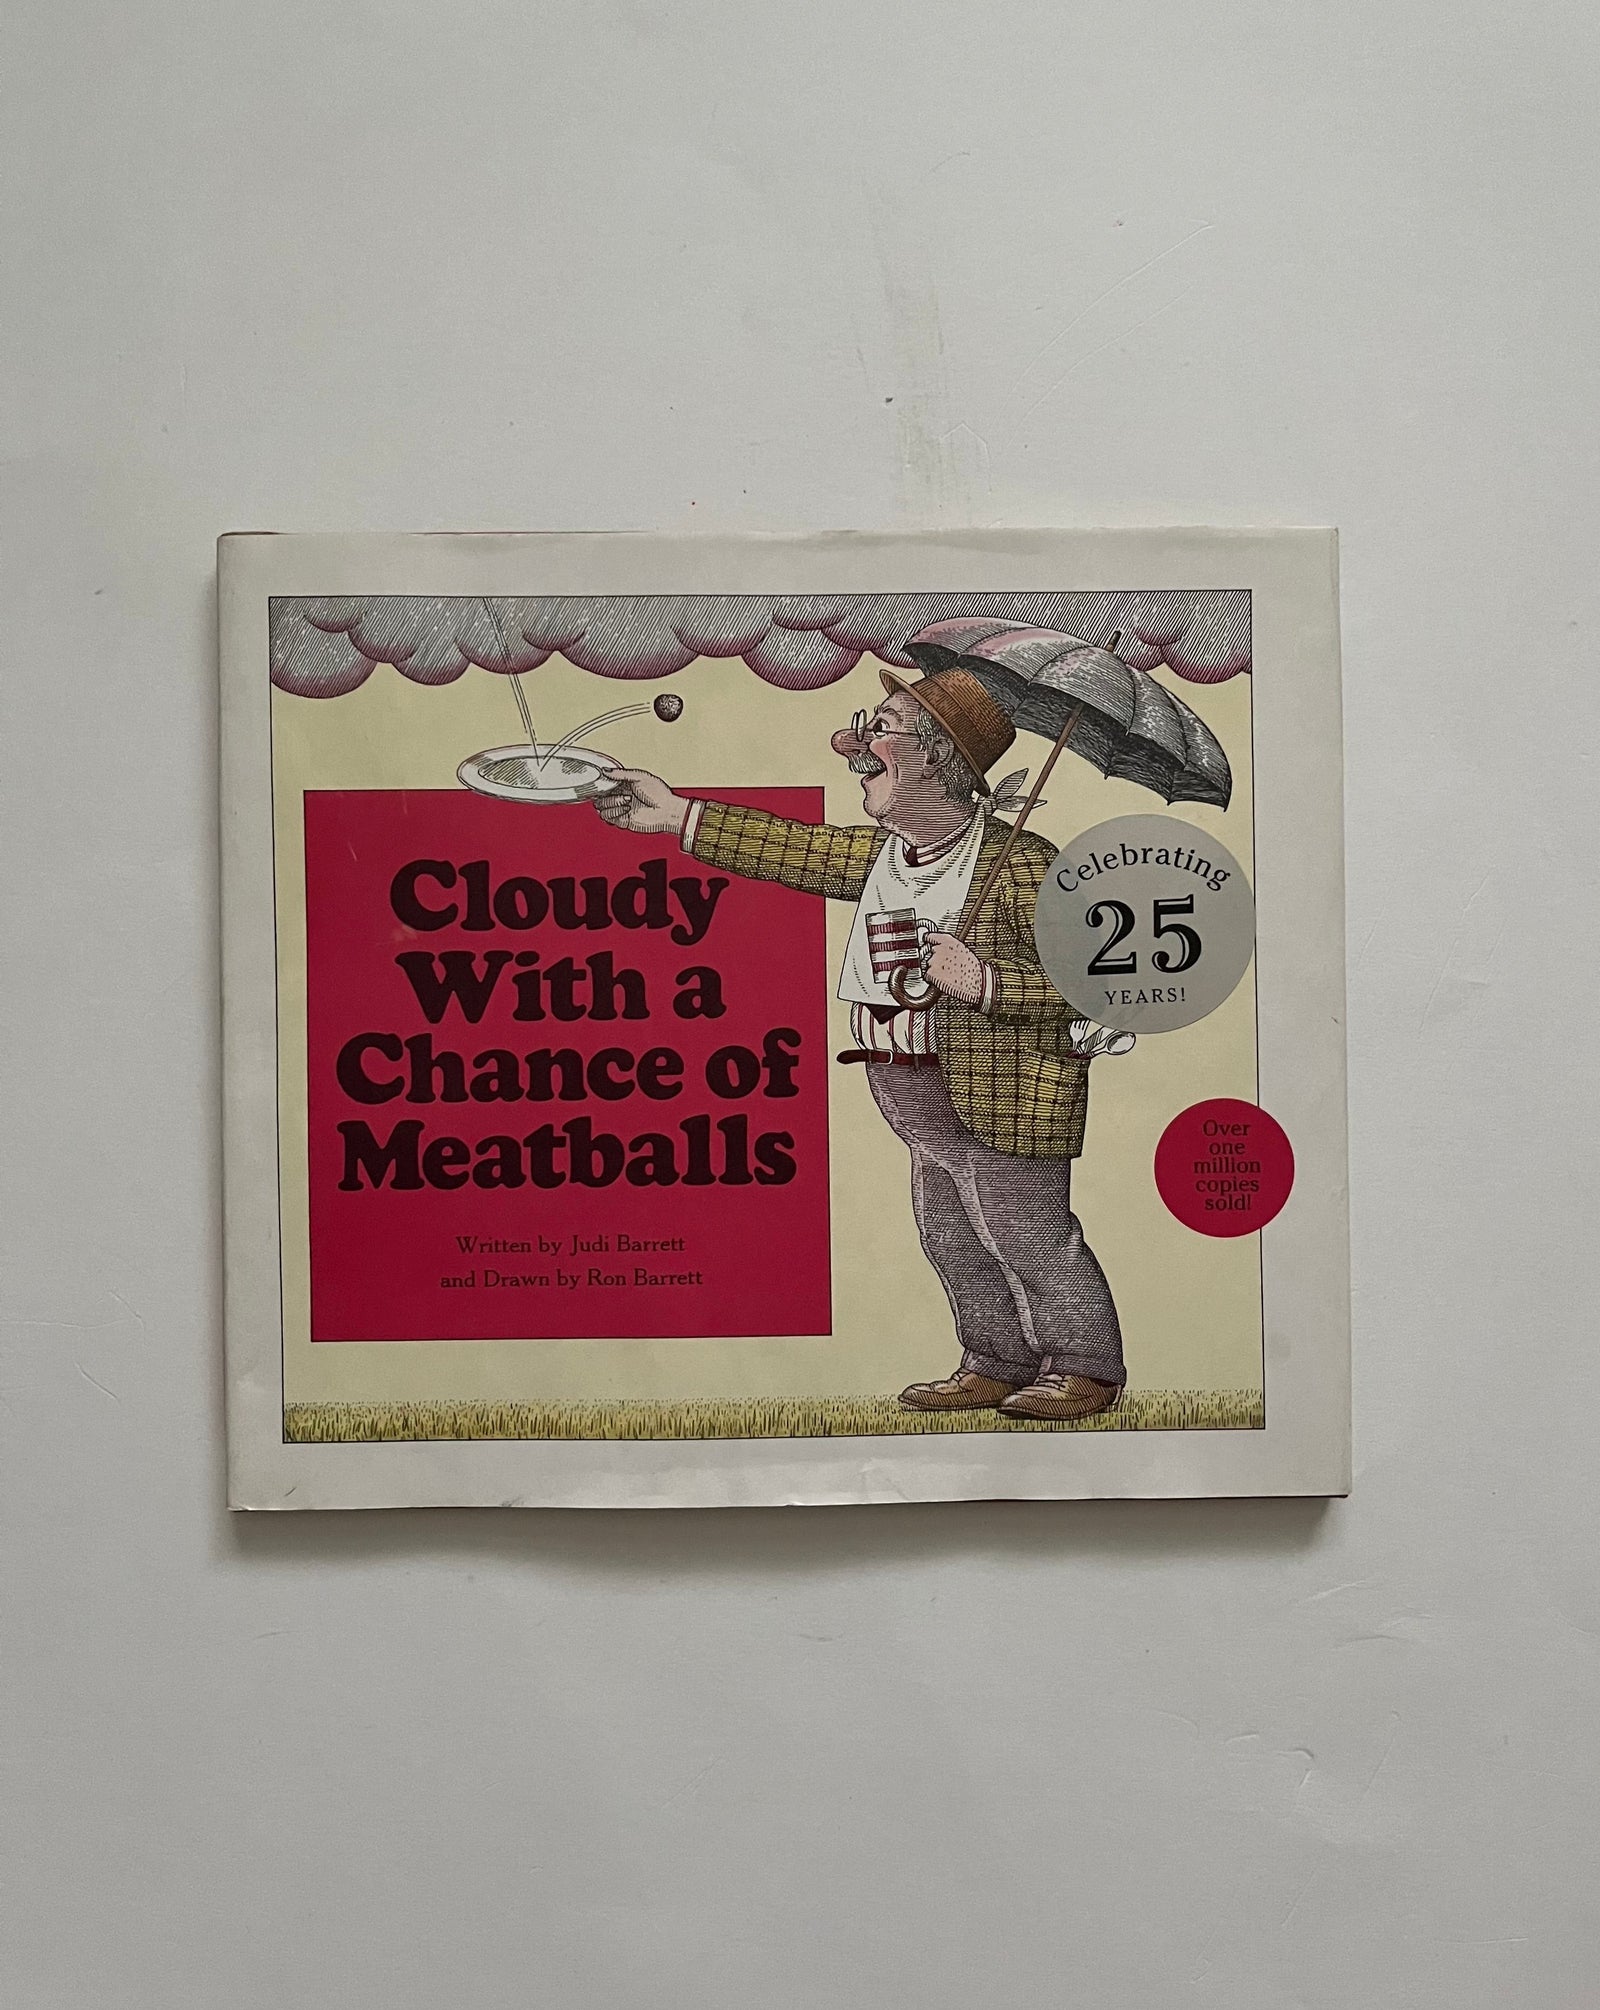 Cloudy
With a
Chance of
Meatballs
Written by Judi Barrett
and Drawn by Ron Barrett
Celebrating
25
YEARS!
Over
one
million
copies
sold!